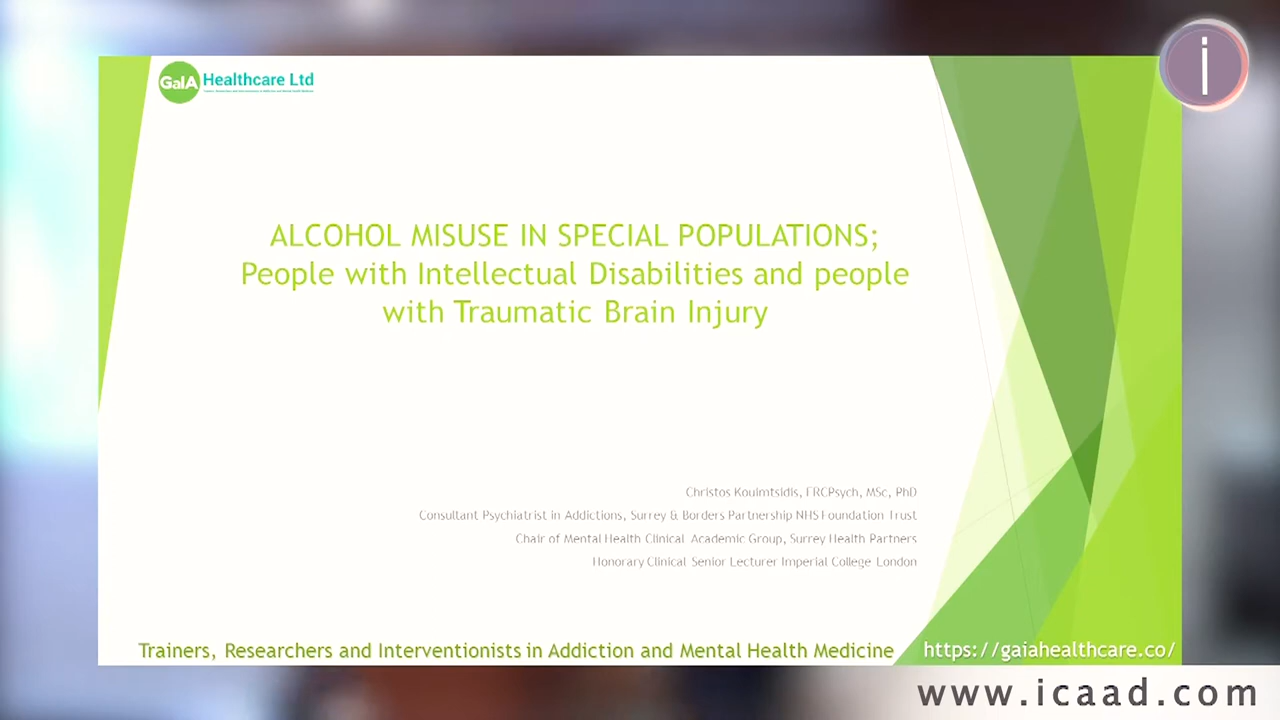 GaIA Healthcare Ltd
i
ALCOHOL MISUSE IN SPECIAL POPULATIONS;
People with Intellectual Disabilities and people
with Traumatic Brain Injury
Christos Kouimtsidis, FRCPsych, MSc, PhD
Consultant Psychiatrist in Addictions, Surrey & Borders Partnership NHS Foundation Trust
Chair of Mental Health Clinical Academic Group, Surrey Health Partners
Honorary Clinical Senior Lecturer Imperial College London
Trainers, Researchers and Interventionists in Addiction and Mental Health Medicine
https://gaiahealthcare.co/
www.icaad.com